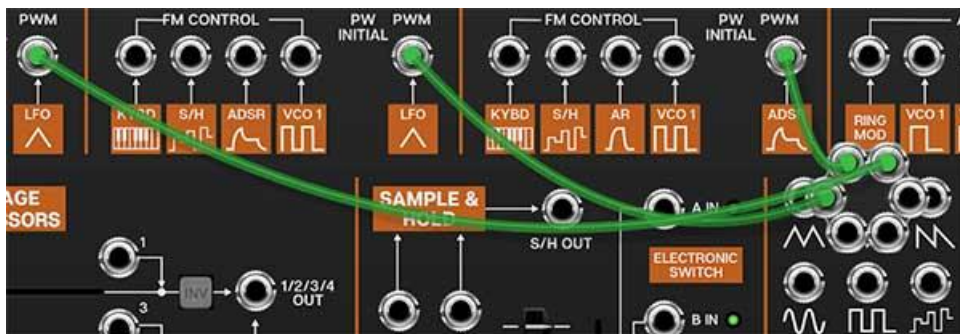 PWM
FM CONTROL
PW PWM
INITIAL
FM CONTROL
PW PWM
INITIAL
A
LFO
KYBD
S/H
ADSR
VCO 1
LFO
KYBD
S/H
AR
VCO 1
ADSR
RING
MOD
VCO 1
AGE
SSORS
SAMPLE &
HOLD
S/H OUT
A IN
ELECTRONIC
SWITCH
1
INV
1/2/3/4
OUT
3
B IN